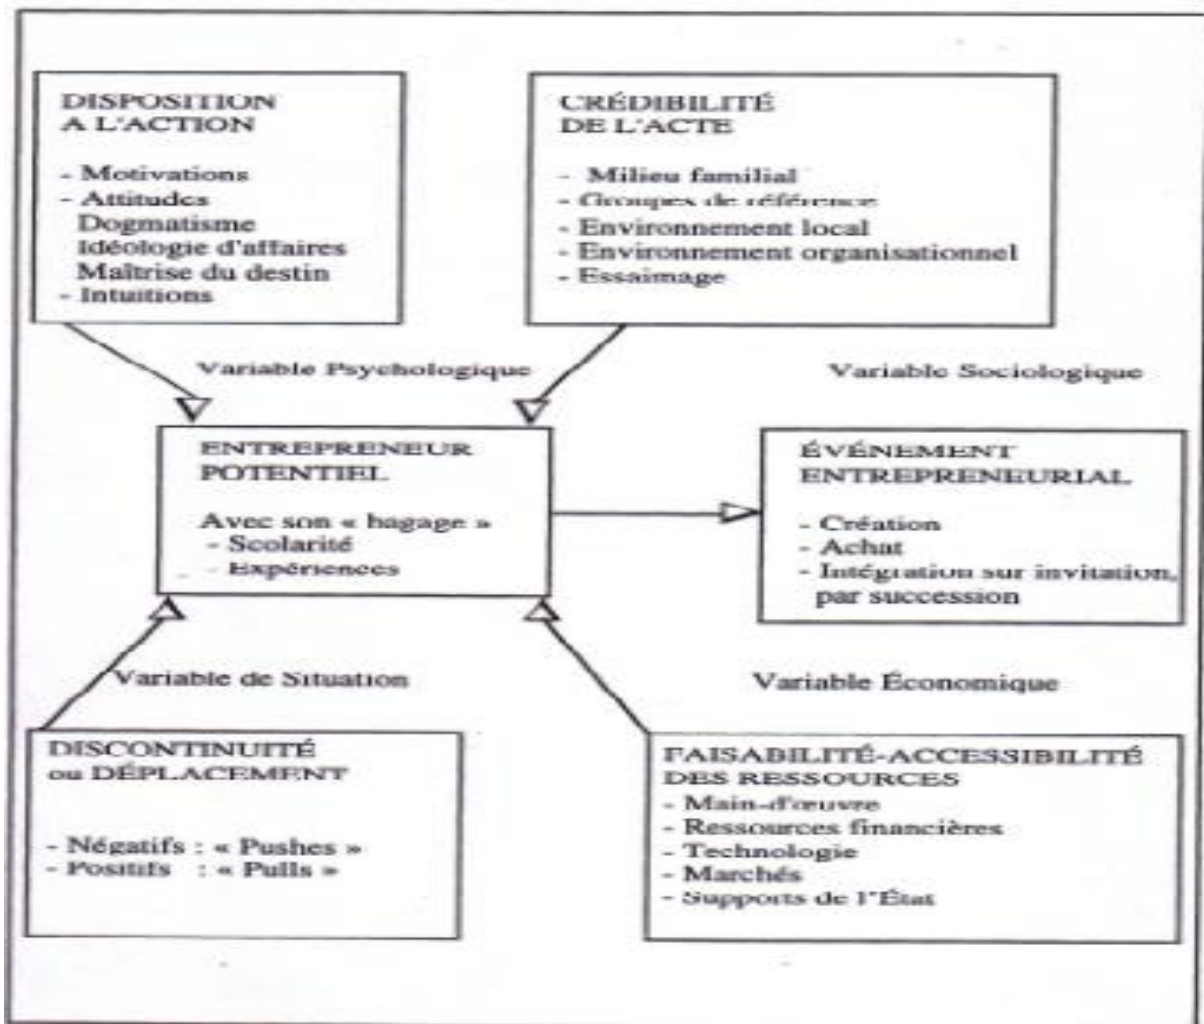 DISPOSITION
A L'ACTION
- Motivations
- Attitudes
Dogmatisme
Idéologie d'affaires
Maîtrise du destin
- Intuitions
CRÉDIBILITÉ
DE L'ACTE
- Milieu familial
- Groupes de référence
- Environnement local
- Environnement organisationnel
- Essaimage
Variable Psychologique
Variable Sociologique
ENTREPRENEUR
POTENTIEL
Avec son « bagage »
- Scolarité
- Expériences
ÉVÉNEMENT
ENTREPRENEURIAL
- Création
- Achat
- Intégration sur invitation,
par succession
Variable de Situation
Variable Économique
DISCONTINUITÉ
ou DÉPLACEMENT
- Négatifs : « Pushes »
- Positifs : « Pulls »
FAISABILITÉ-ACCESSIBILITÉ
DES RESSOURCES
- Main-d'œuvre
- Ressources financières
- Technologie
- Marchés
- Supports de l'État